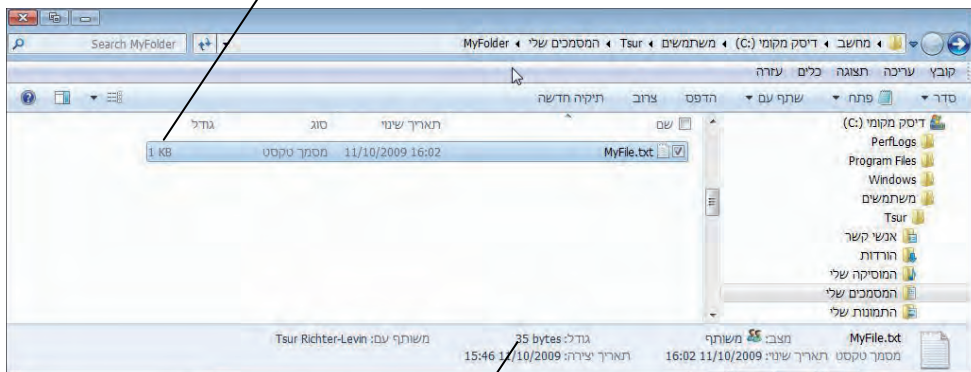 מחשב ◂ דיסק מקומי (C:) ◂ משתמשים ◂ Tsur ◂ המסמכים שלי ◂ MyFolder
Search MyFolder
קובץ עריכה תצוגה כלים עזרה
סדר פתח שתף עם הדפס צרוב תיקיה חדשה
דיסק מקומי (C:)
PerfLogs
Program Files
Windows
משתמשים
Tsur
אנשי קשר
הורדות
המוסיקה שלי
המסמכים שלי
התמונות שלי
שם תאריך שינוי סוג גודל
MyFile.txt 11/10/2009 16:02 מסמך טקסט 1 KB
MyFile.txt מצב: משותף גודל: 35 bytes משותף עם: Tsur Richter-Levin
מסמך טקסט תאריך שינוי: 11/10/2009 16:02 תאריך יצירה: 11/10/2009 15:46